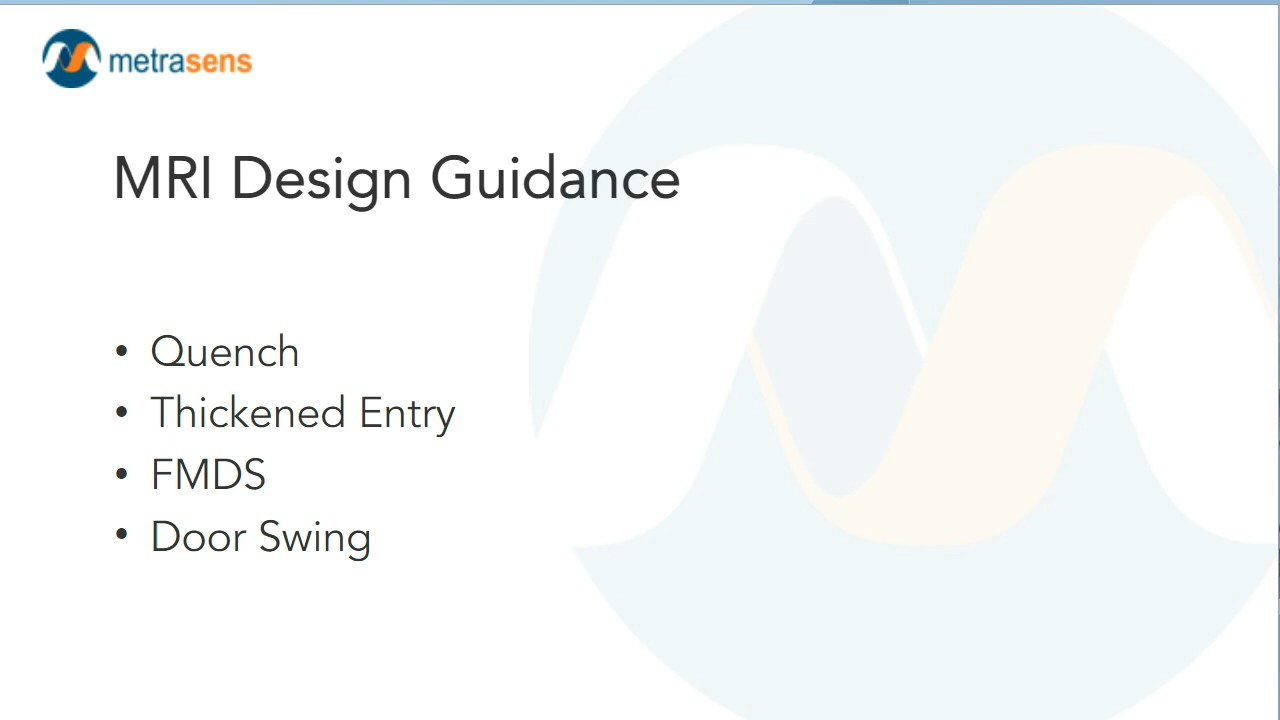 metrasens
MRI Design Guidance
• Quench
• Thickened Entry
• FMDS
• Door Swing